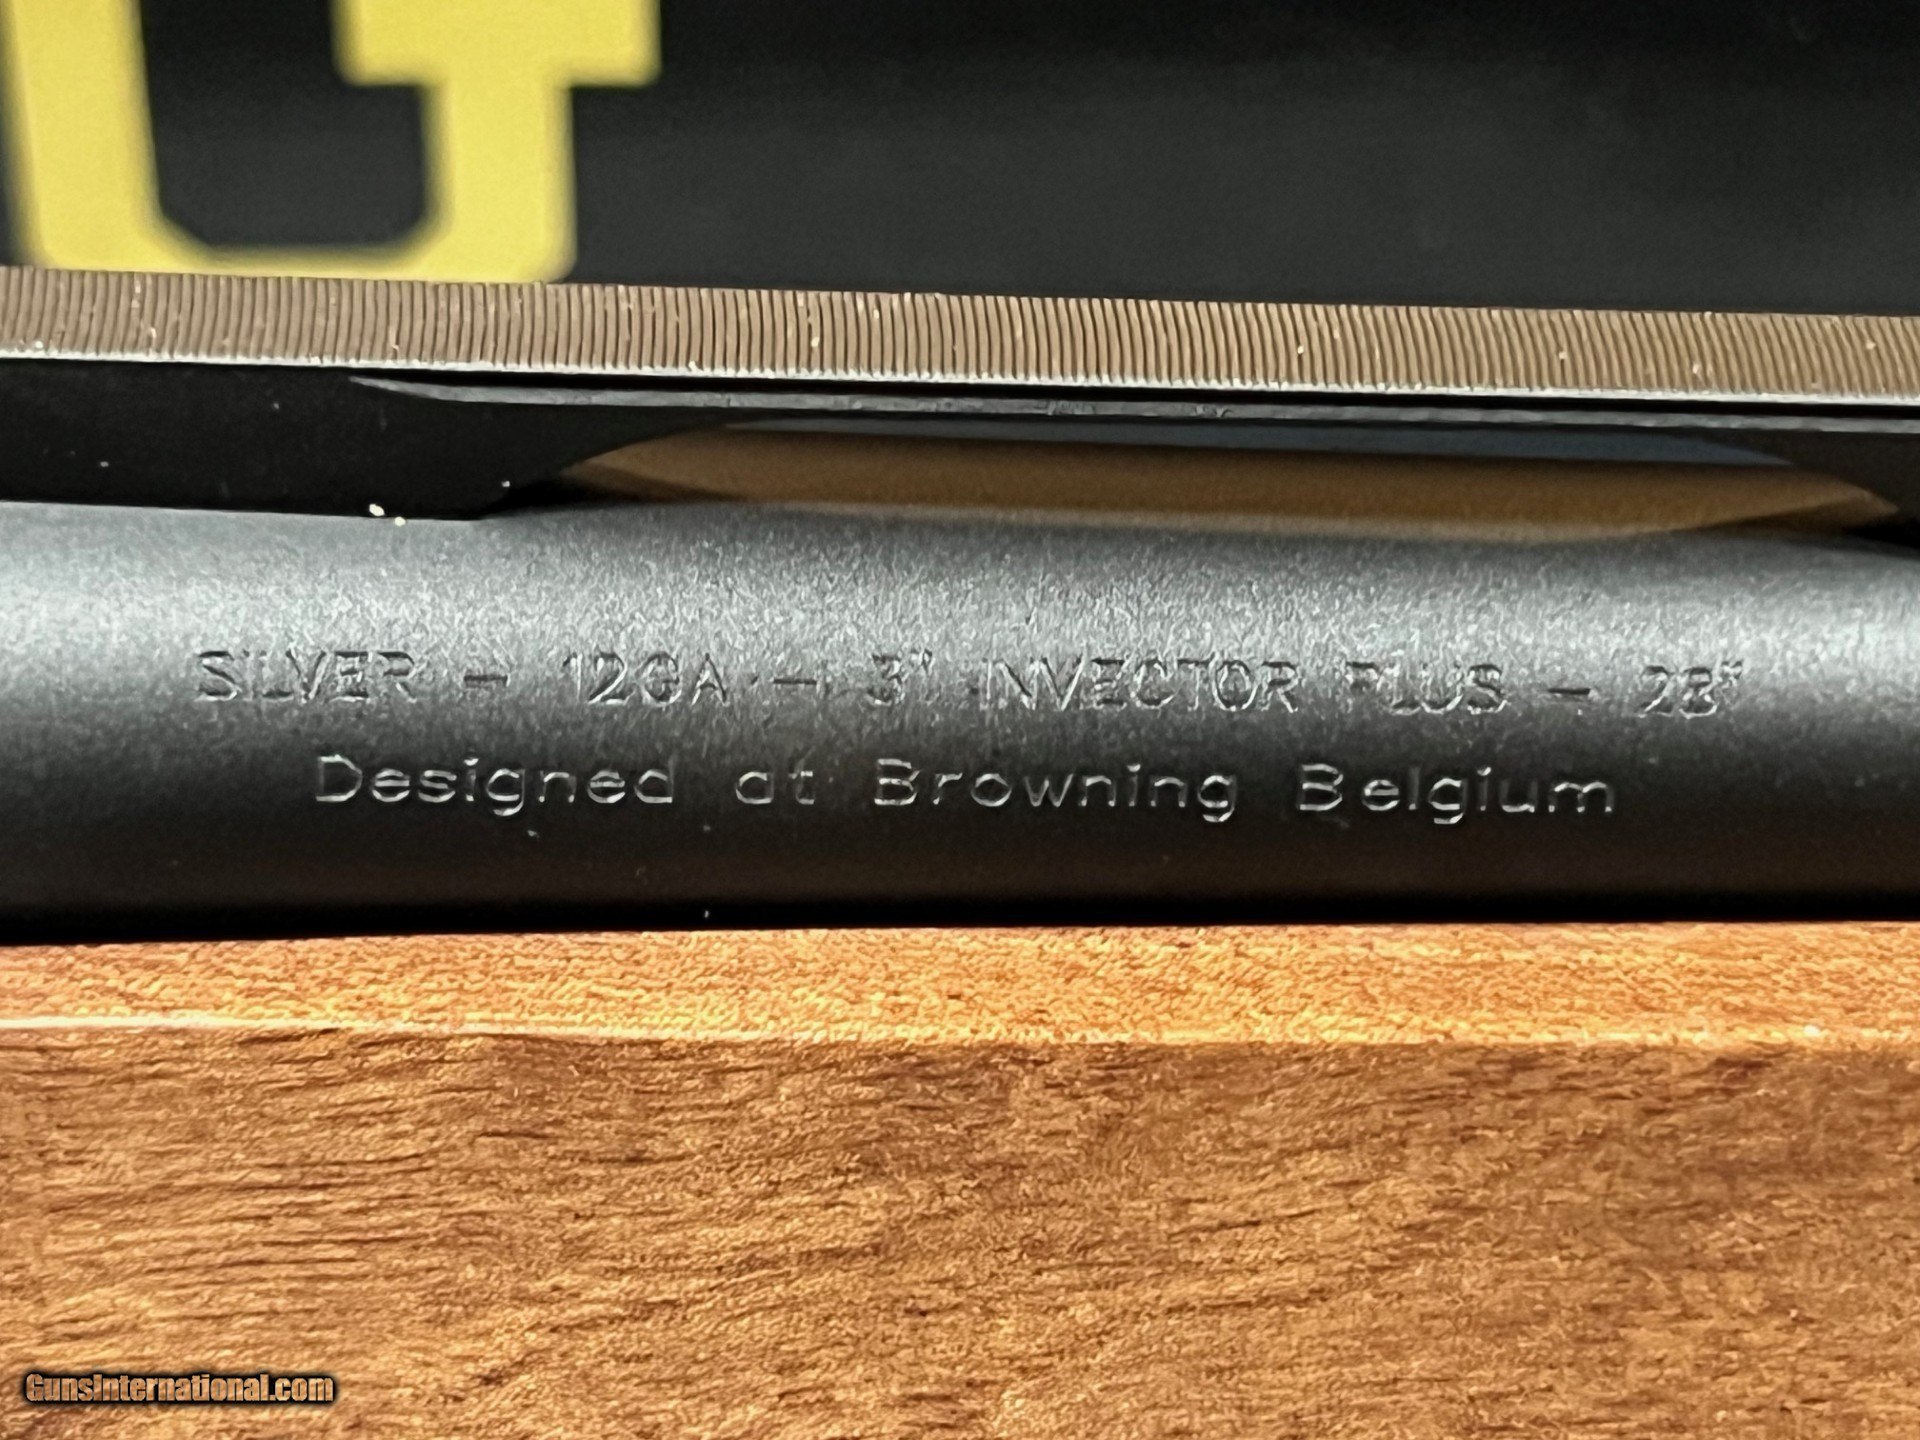 SILVER - 12GA - 3" INVECTOR PLUS - 28"
Designed at Browning Belgium
GunsInternational.com